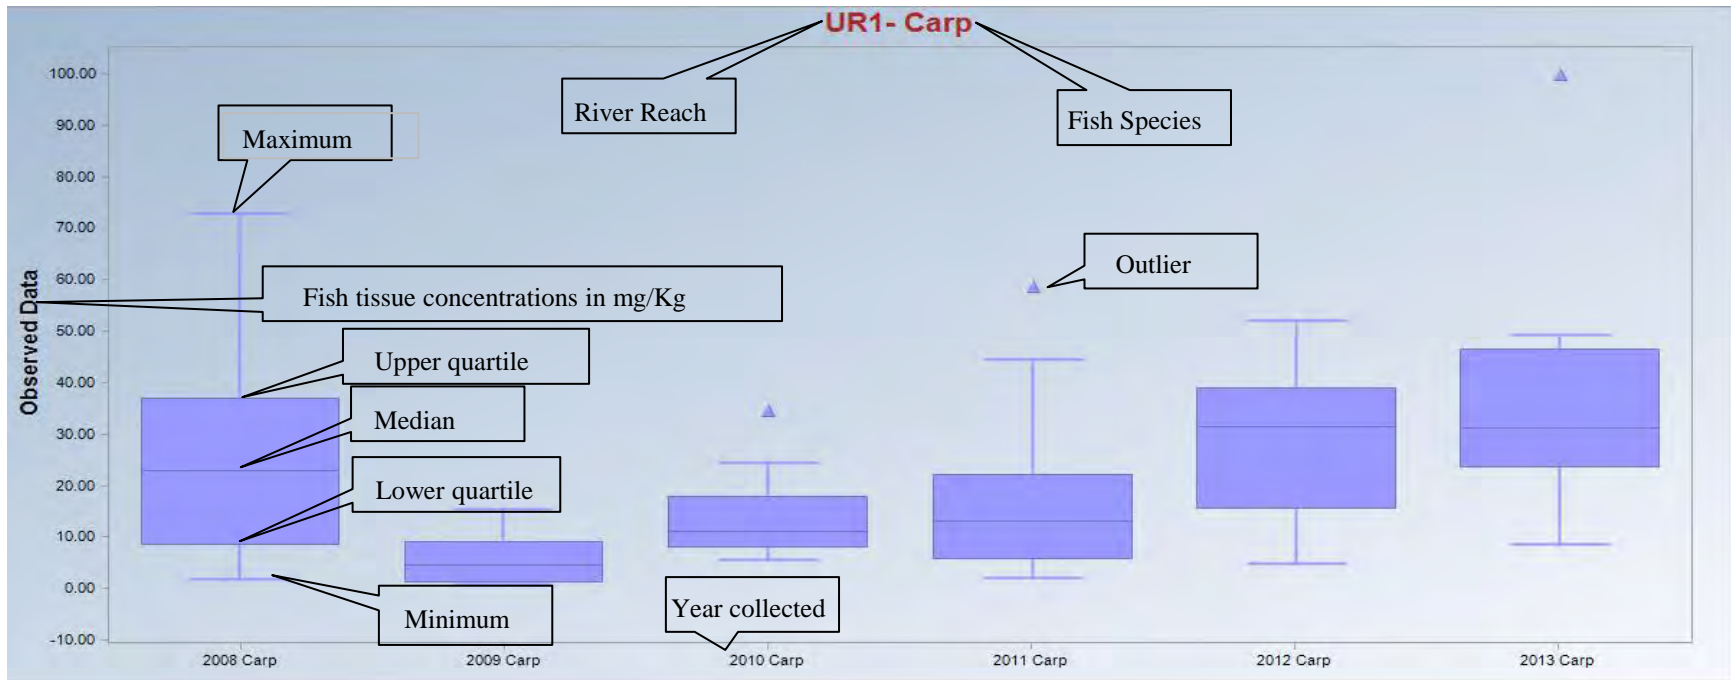 UR1- Carp
River Reach
Fish Species
Maximum
Outlier
Fish tissue concentrations in mg/Kg
Upper quartile
Median
Lower quartile
Minimum
Year collected
Observed Data
100.00
90.00
80.00
70.00
60.00
50.00
40.00
30.00
20.00
10.00
0.00
-10.00
2008 Carp
2009 Carp
2010 Carp
2011 Carp
2012 Carp
2013 Carp